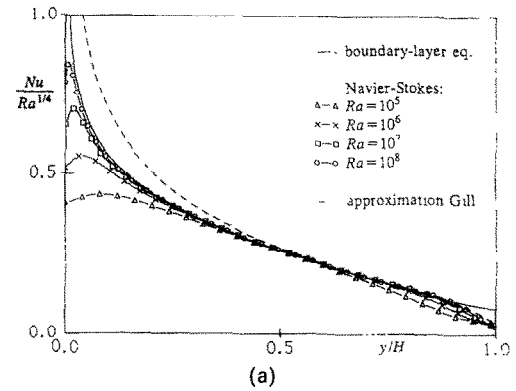 1.0
Nu
Ra^{1/4}
0.5
0.0
0.0
0.5
y/H
1.0
boundary-layer eq.
Navier-Stokes:
Ra=10^5
Ra=10^6
Ra=10^7
Ra=10^8
approximation Gill
(a)